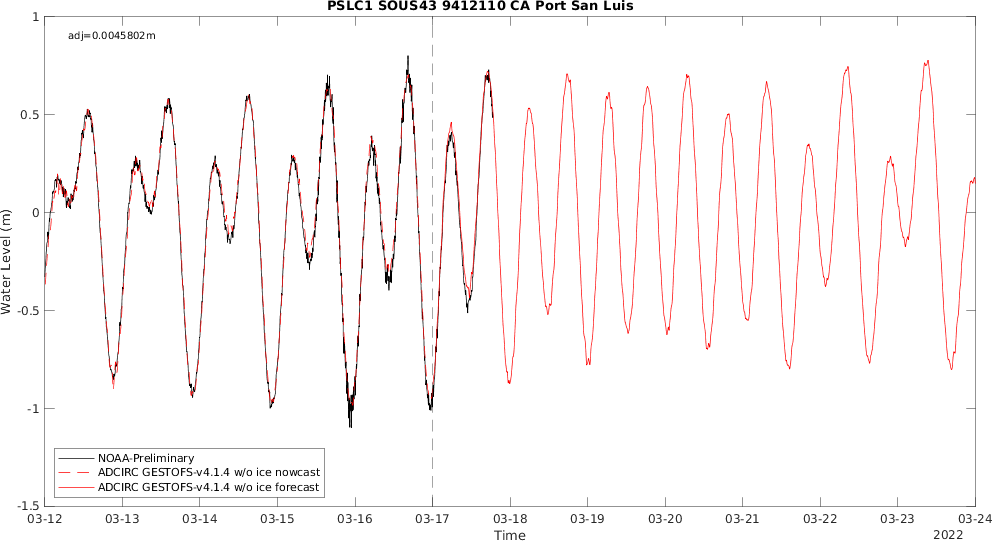 PSLC1 SOUS43 9412110 CA Port San Luis
adj=0.0045802m
1
0.5
0
-0.5
-1
-1.5
Water Level (m)
NOAA-Preliminary
ADCIRC GESTOFS-v4.1.4 w/o ice nowcast
ADCIRC GESTOFS-v4.1.4 w/o ice forecast
03-12 03-13 03-14 03-15 03-16 03-17 03-18 03-19 03-20 03-21 03-22 03-23 03-24
Time
2022